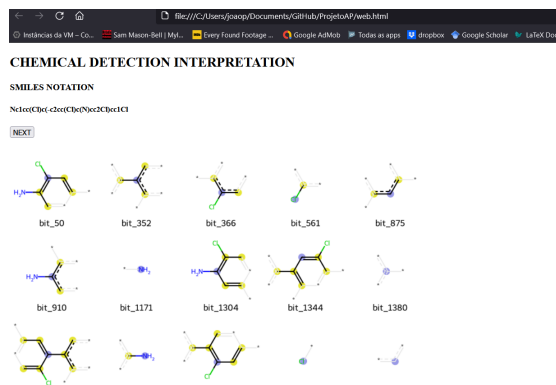 file:///C:/Users/joaop/Documents/GitHub/ProjetoAP/web.html
Instâncias da VM – Co... Sam Mason-Bell | Myl... Every Found Footage ... Google AdMob Todas as apps dropbox Google Scholar LaTeX Doc
CHEMICAL DETECTION INTERPRETATION
SMILES NOTATION
Nc1cc(Cl)c(-c2cc(Cl)c(N)cc2Cl)cc1Cl
NEXT
Cl
H₂N
Cl
Cl
bit_50 bit_352 bit_366 bit_561 bit_875
Cl Cl
H₂N NH₂ H₂N
bit_910 bit_1171 bit_1304 bit_1344 bit_1380
NH₂
Cl Cl